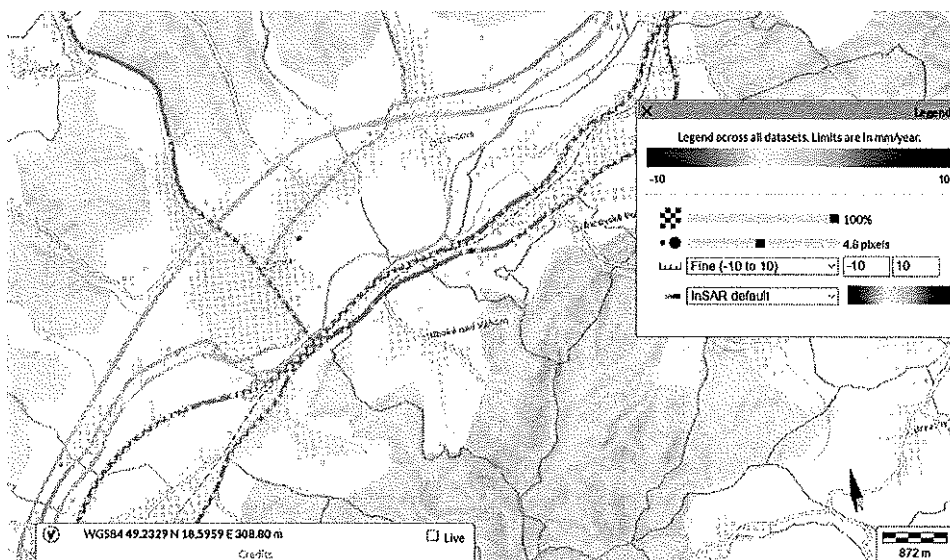 Legend
Legend across all datasets. Limits are in mm/year.
-10
10
100%
4.8 pixels
Fine (-10 to 10)
-10
10
InSAR default
WGS84 49.2329 N 18.5959 E 308.80 m
Live
Credits
872 m